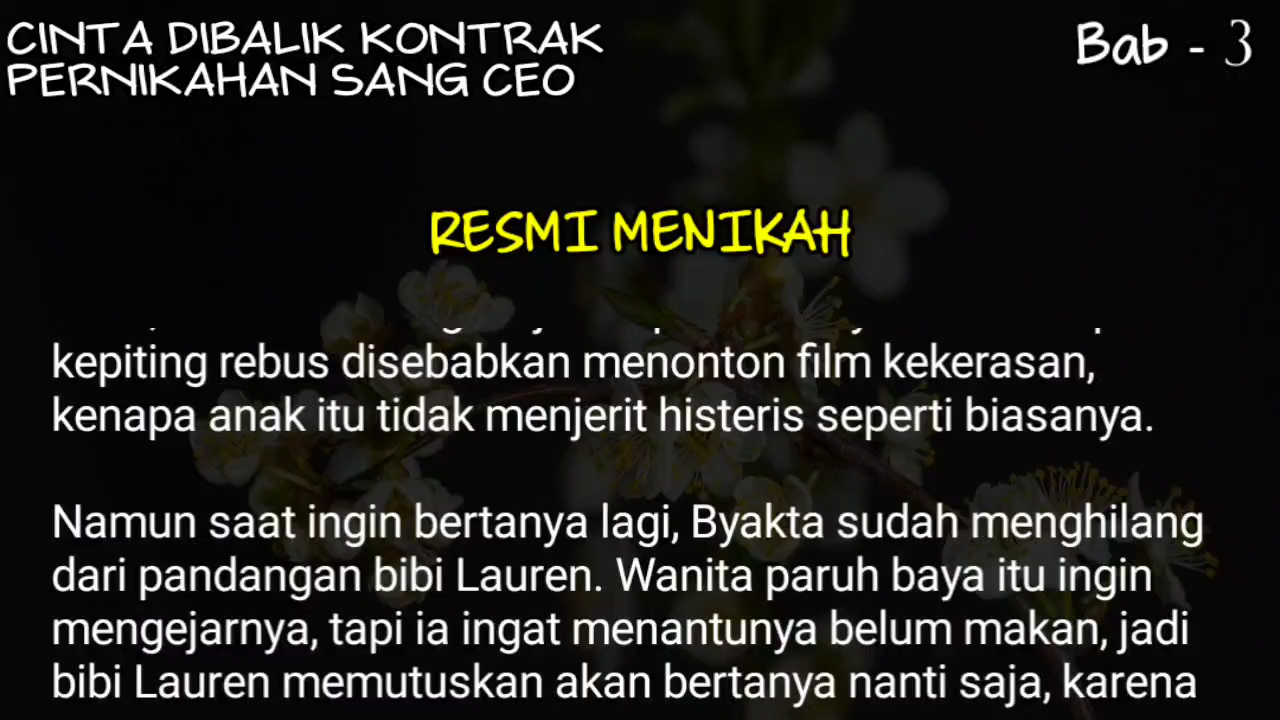 CINTA DIBALIK KONTRAK
PERNIKAHAN SANG CEO
Bab - 3
RESMI MENIKAH
kepiting rebus disebabkan menonton film kekerasan,
kenapa anak itu tidak menjerit histeris seperti biasanya.
Namun saat ingin bertanya lagi, Byakta sudah menghilang
dari pandangan bibi Lauren. Wanita paruh baya itu ingin
mengejarnya, tapi ia ingat menantunya belum makan, jadi
bibi Lauren memutuskan akan bertanya nanti saja, karena